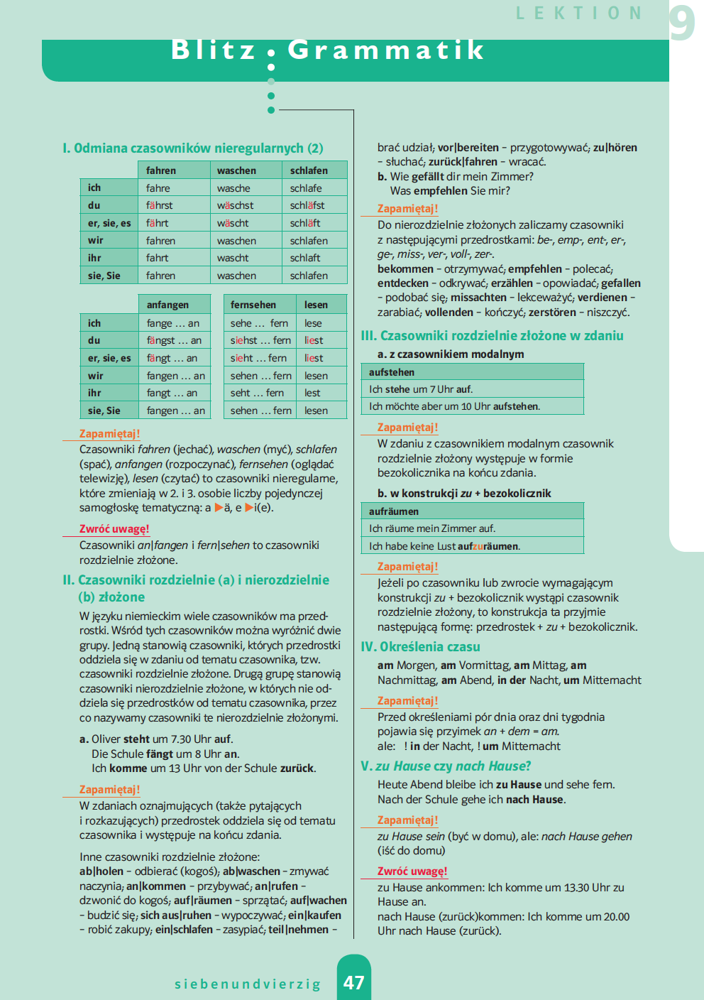 LEKTION
9
Blitz Grammatik
I. Odmiana czasowników nieregularnych (2)
fahren waschen schlafen
ich fahre wasche schlafe
du fährst wäschst schläfst
er, sie, es fährt wäscht schläft
wir fahren waschen schlafen
ihr fahrt wascht schlaft
sie, Sie fahren waschen schlafen
anfangen fernsehen lesen
ich fange … an sehe … fern lese
du fängst … an siehst … fern liest
er, sie, es fängt … an sieht … fern liest
wir fangen … an sehen … fern lesen
ihr fangt … an seht … fern lest
sie, Sie fangen … an sehen … fern lesen
Zapamiętaj!
Czasowniki fahren (jechać), waschen (myć), schlafen
(spać), anfangen (rozpoczynać), fernsehen (oglądać
telewizję), lesen (czytać) to czasowniki nieregularne,
które zmieniają w 2. i 3. osobie liczby pojedynczej
samogłoskę tematyczną: a ▶ä, e ▶i(e).
Zwróć uwagę!
Czasowniki an|fangen i fern|sehen to czasowniki
rozdzielnie złożone.
II. Czasowniki rozdzielnie (a) i nierozdzielnie
(b) złożone
W języku niemieckim wiele czasowników ma przed-
rostki. Wśród tych czasowników można wyróżnić dwie
grupy. Jedną stanowią czasowniki, których przedrostki
oddziela się w zdaniu od tematu czasownika, tzw.
czasowniki rozdzielnie złożone. Drugą grupę stanowią
czasowniki nierozdzielnie złożone, w których nie od-
dziela się przedrostków od tematu czasownika, przez
co nazywamy czasowniki te nierozdzielnie złożonymi.
a. Oliver steht um 7.30 Uhr auf.
Die Schule fängt um 8 Uhr an.
Ich komme um 13 Uhr von der Schule zurück.
Zapamiętaj!
W zdaniach oznajmujących (także pytających
i rozkazujących) przedrostek oddziela się od tematu
czasownika i występuje na końcu zdania.
Inne czasowniki rozdzielnie złożone:
ab|holen – odbierać (kogoś); ab|waschen – zmywać
naczynia; an|kommen – przybywać; an|rufen –
dzwonić do kogoś; auf|räumen – sprzątać; auf|wachen
– budzić się; sich aus|ruhen – wypoczywać; ein|kaufen
– robić zakupy; ein|schlafen – zasypiać; teil|nehmen –
brać udział; vor|bereiten – przygotowywać; zu|hören
– słuchać; zurück|fahren – wracać.
b. Wie gefällt dir mein Zimmer?
Was empfehlen Sie mir?
Zapamiętaj!
Do nierozdzielnie złożonych zaliczamy czasowniki
z następującymi przedrostkami: be-, emp-, ent-, er-,
ge-, miss-, ver-, voll-, zer-.
bekommen – otrzymywać; empfehlen – polecać;
entdecken – odkrywać; erzählen – opowiadać; gefallen
– podobać się; missachten – lekceważyć; verdienen –
zarabiać; vollenden – kończyć; zerstören – niszczyć.
III. Czasowniki rozdzielnie złożone w zdaniu
a. z czasownikiem modalnym
aufstehen
Ich stehe um 7 Uhr auf.
Ich möchte aber um 10 Uhr aufstehen.
Zapamiętaj!
W zdaniu z czasownikiem modalnym czasownik
rozdzielnie złożony występuje w formie
bezokolicznika na końcu zdania.
b. w konstrukcji zu + bezokolicznik
aufräumen
Ich räume mein Zimmer auf.
Ich habe keine Lust aufzuräumen.
Zapamiętaj!
Jeżeli po czasowniku lub zwrocie wymagającym
konstrukcji zu + bezokolicznik wystąpi czasownik
rozdzielnie złożony, to konstrukcja ta przyjmie
następującą formę: przedrostek + zu + bezokolicznik.
IV. Określenia czasu
am Morgen, am Vormittag, am Mittag, am
Nachmittag, am Abend, in der Nacht, um Mitternacht
Zapamiętaj!
Przed określeniami pór dnia oraz dni tygodnia
pojawia się przyimek an + dem = am.
ale: ! in der Nacht, ! um Mitternacht
V. zu Hause czy nach Hause?
Heute Abend bleibe ich zu Hause und sehe fern.
Nach der Schule gehe ich nach Hause.
Zapamiętaj!
zu Hause sein (być w domu), ale: nach Hause gehen
(iść do domu)
Zwróć uwagę!
zu Hause ankommen: Ich komme um 13.30 Uhr zu
Hause an.
nach Hause (zurück)kommen: Ich komme um 20.00
Uhr nach Hause (zurück).
siebenundvierzig 47